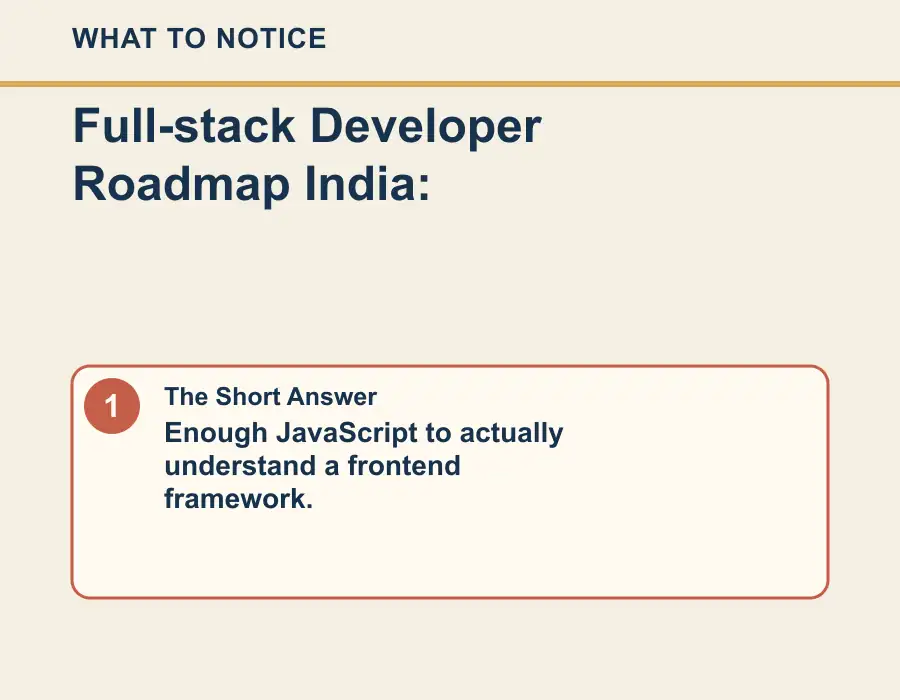 WHAT TO NOTICE
Full-stack Developer
Roadmap India:
1
The Short Answer
Enough JavaScript to actually
understand a frontend
framework.